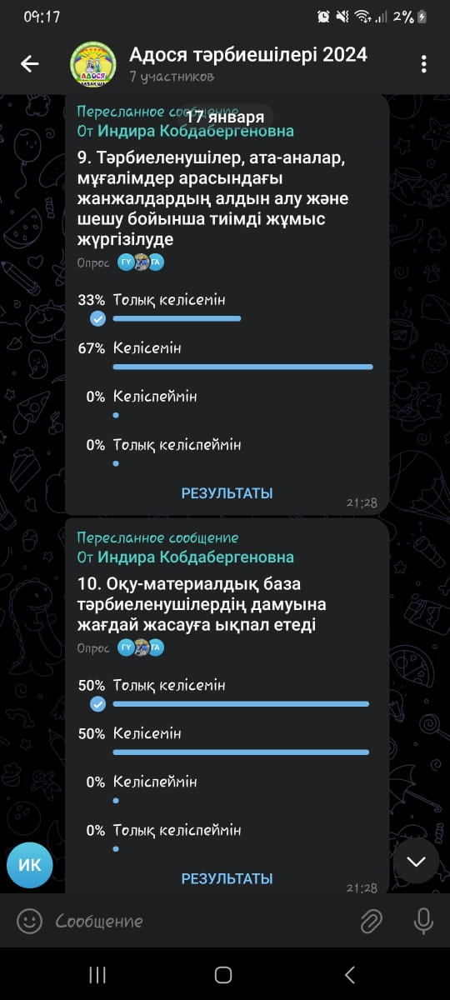 09:17
2%
Адося тәрбиешілері 2024
7 участников
Пересланное сообщение
17 января
От Индира Кобдабергеновна
9. Тәрбиеленушілер, ата-аналар,
мұғалімдер арасындағы
жанжалдардың алдын алу және
шешу бойынша тиімді жұмыс
жүргізілуде
Опрос ГУ ГА
33% Толық келісемін
67% Келісемін
0% Келіспеймін
0% Толық келіспеймін
РЕЗУЛЬТАТЫ
21:28
Пересланное сообщение
От Индира Кобдабергеновна
10. Оқу-материалдық база
тәрбиеленушілердің дамуына
жағдай жасауға ықпал етеді
Опрос ГУ ГА
50% Толық келісемін
50% Келісемін
0% Келіспеймін
0% Толық келіспеймін
ИК
РЕЗУЛЬТАТЫ
21:28
Сообщение